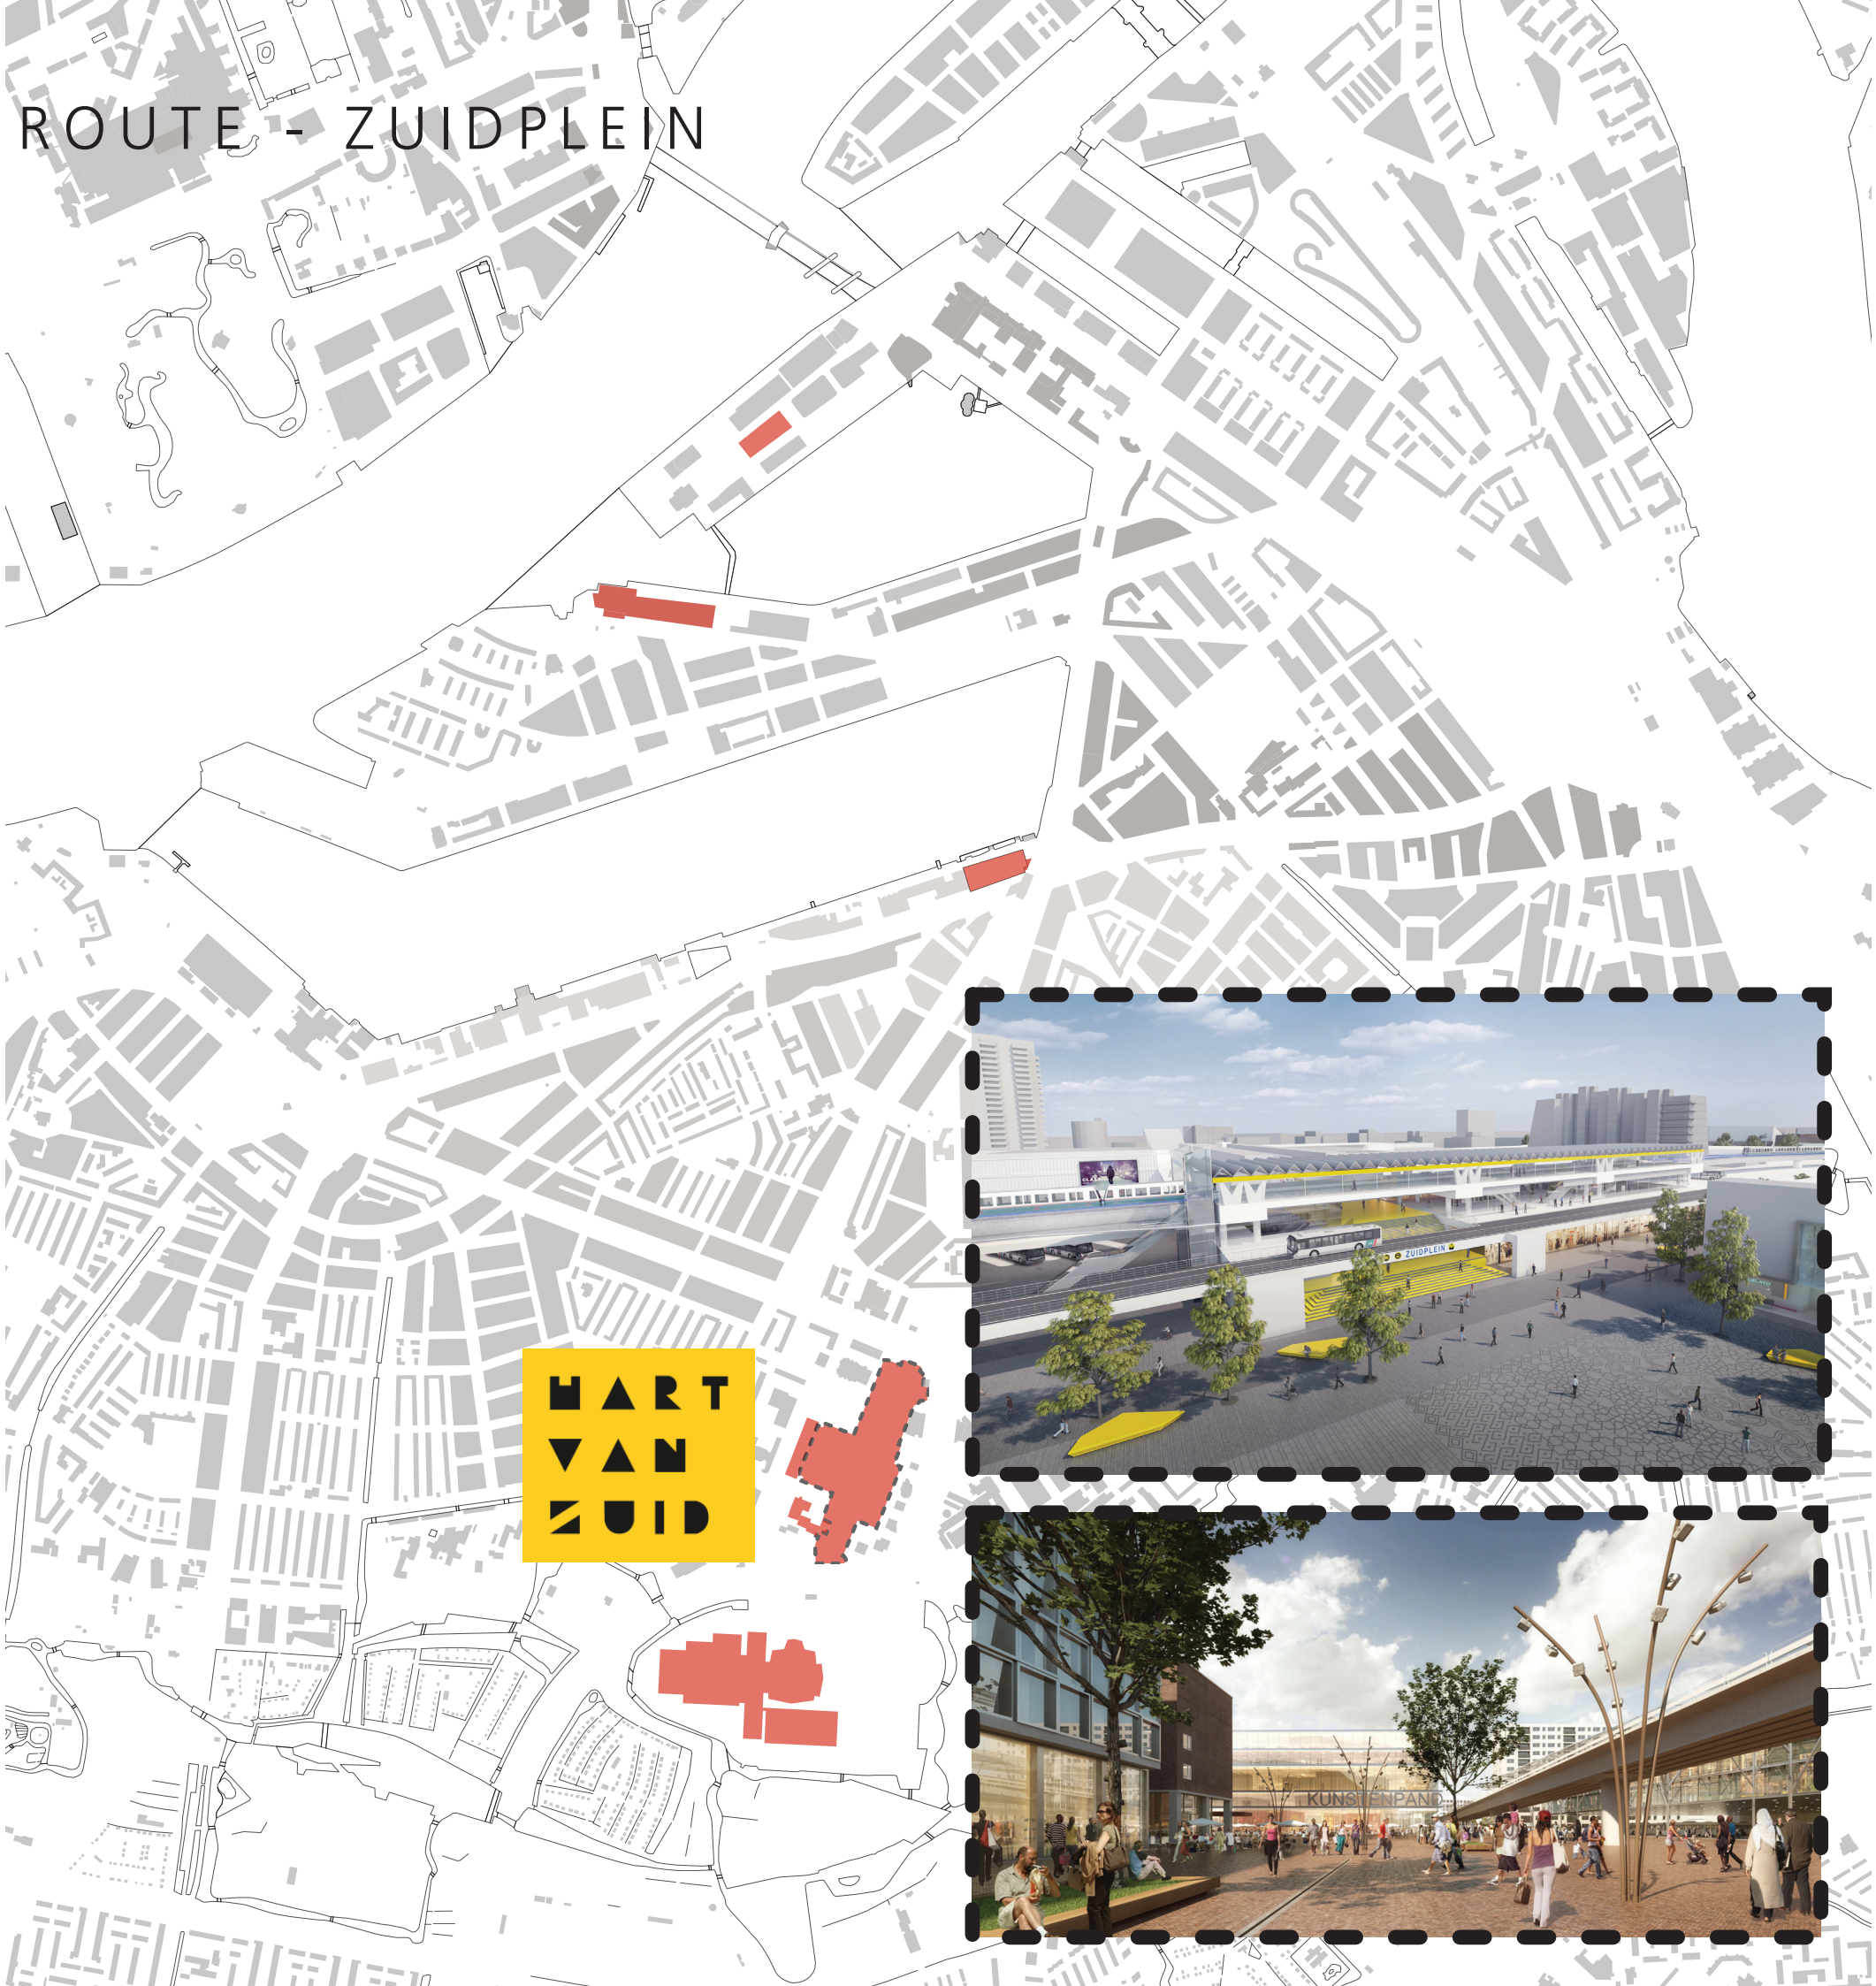 ROUTE - ZUIDPLEIN
ZUIDPLEIN
HART
VAN
ZUID
KUNSTENPAND